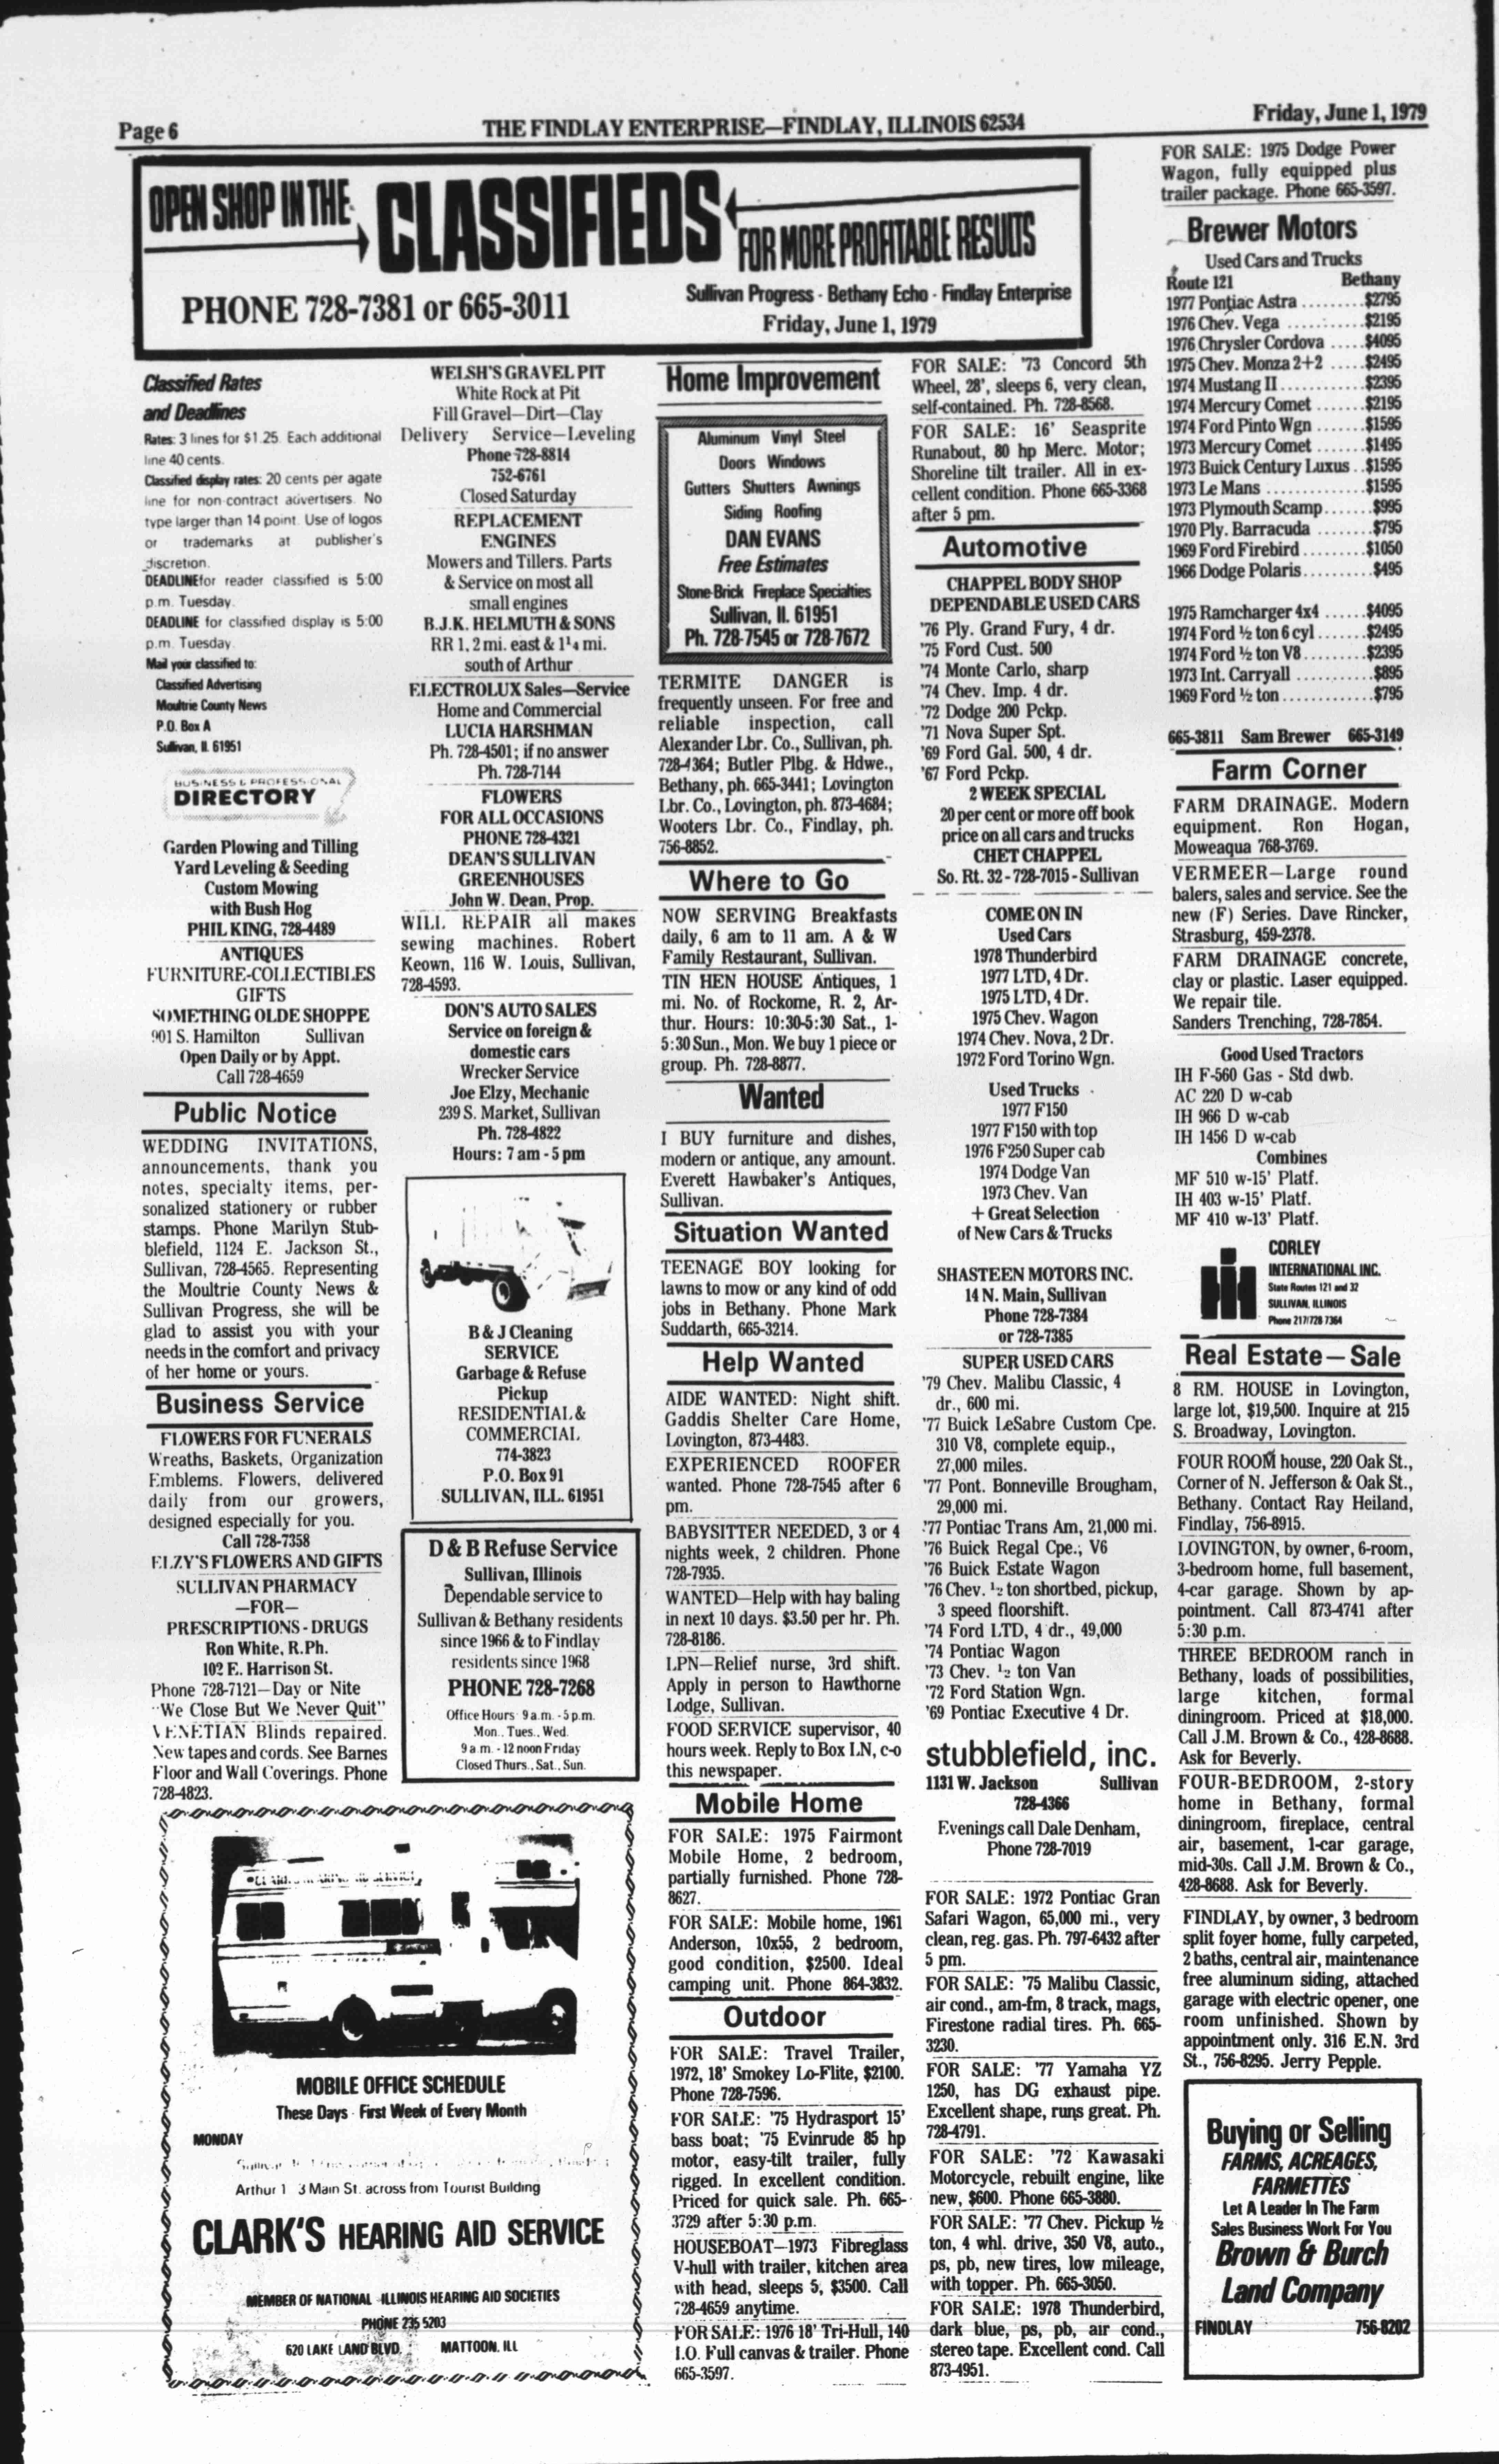 Page 6
THE FINDLAY ENTERPRISE—FINDLAY, ILLINOIS 62534
Friday, June 1, 1979
OPEN SHOP IN THE
CLASSIFIEDS
FOR MORE PROFITABLE RESULTS
PHONE 728-7381 or 665-3011
Sullivan Progress - Bethany Echo - Findlay Enterprise
Friday, June 1, 1979
Classified Rates
and Deadlines
Rates: 3 lines for $1.25. Each additional
line 40 cents.
Classified display rates: 20 cents per agate
line for non-contract advertisers. No
type larger than 14 point. Use of logos
or trademarks at publisher's
discretion.
DEADLINE for reader classified is 5:00
p.m. Tuesday.
DEADLINE for classified display is 5:00
p.m. Tuesday.
Mail your classified to:
Classified Advertising
Moultrie County News
P.O. Box A
Sullivan, Il. 61951
BUSINESS & PROFESSIONAL
DIRECTORY
Garden Plowing and Tilling
Yard Leveling & Seeding
Custom Mowing
with Bush Hog
PHIL KING, 728-4489
ANTIQUES
FURNITURE-COLLECTIBLES
GIFTS
SOMETHING OLDE SHOPPE
901 S. Hamilton Sullivan
Open Daily or by Appt.
Call 728-4659
Public Notice
WEDDING INVITATIONS,
announcements, thank you
notes, specialty items, per-
sonalized stationery or rubber
stamps. Phone Marilyn Stub-
blefield, 1124 E. Jackson St.,
Sullivan, 728-4565. Representing
the Moultrie County News &
Sullivan Progress, she will be
glad to assist you with your
needs in the comfort and privacy
of her home or yours.
Business Service
FLOWERS FOR FUNERALS
Wreaths, Baskets, Organization
Emblems. Flowers, delivered
daily from our growers,
designed especially for you.
Call 728-7358
ELZY'S FLOWERS AND GIFTS
SULLIVAN PHARMACY
—FOR—
PRESCRIPTIONS - DRUGS
Ron White, R.Ph.
102 E. Harrison St.
Phone 728-7121—Day or Nite
"We Close But We Never Quit"
VENETIAN Blinds repaired.
New tapes and cords. See Barnes
Floor and Wall Coverings. Phone
728-4823.
WELSH'S GRAVEL PIT
White Rock at Pit
Fill Gravel—Dirt—Clay
Delivery Service—Leveling
Phone 728-8814
752-6761
Closed Saturday
REPLACEMENT
ENGINES
Mowers and Tillers. Parts
& Service on most all
small engines
B.J.K. HELMUTH & SONS
RR 1, 2 mi. east & 1¼ mi.
south of Arthur
ELECTROLUX Sales—Service
Home and Commercial
LUCIA HARSHMAN
Ph. 728-4501; if no answer
Ph. 728-7144
FLOWERS
FOR ALL OCCASIONS
PHONE 728-4321
DEAN'S SULLIVAN
GREENHOUSES
John W. Dean, Prop.
WILL REPAIR all makes
sewing machines. Robert
Keown, 116 W. Louis, Sullivan,
728-4593.
DON'S AUTO SALES
Service on foreign &
domestic cars
Wrecker Service
Joe Elzy, Mechanic
239 S. Market, Sullivan
Ph. 728-4822
Hours: 7 am - 5 pm
B & J Cleaning
SERVICE
Garbage & Refuse
Pickup
RESIDENTIAL &
COMMERCIAL
774-3823
P.O. Box 91
SULLIVAN, ILL. 61951
D & B Refuse Service
Sullivan, Illinois
Dependable service to
Sullivan & Bethany residents
since 1966 & to Findlay
residents since 1968
PHONE 728-7268
Office Hours 9 a.m. - 5 p.m.
Mon., Tues., Wed.
9 a.m. - 12 noon Friday
Closed Thurs., Sat., Sun.
MOBILE OFFICE SCHEDULE
These Days - First Week of Every Month
MONDAY
Main St. across from Tourist Building
CLARK'S HEARING AID SERVICE
MEMBER OF NATIONAL -ILLINOIS HEARING AID SOCIETIES
PHONE 235 5203
620 LAKE LAND BLVD. MATTOON, ILL
Home Improvement
Aluminum Vinyl Steel
Doors Windows
Gutters Shutters Awnings
Siding Roofing
DAN EVANS
Free Estimates
Stone-Brick Fireplace Specialties
Sullivan, Il. 61951
Ph. 728-7545 or 728-7672
TERMITE DANGER is
frequently unseen. For free and
reliable inspection, call
Alexander Lbr. Co., Sullivan, ph.
728-4364; Butler Plbg. & Hdwe.,
Bethany, ph. 665-3441; Lovington
Lbr. Co., Lovington, ph. 873-4684;
Wooters Lbr. Co., Findlay, ph.
756-8852.
Where to Go
NOW SERVING Breakfasts
daily, 6 am to 11 am. A & W
Family Restaurant, Sullivan.
TIN HEN HOUSE Antiques, 1
mi. No. of Rockome, R. 2, Ar-
thur. Hours: 10:30-5:30 Sat., 1-
5:30 Sun., Mon. We buy 1 piece or
group. Ph. 728-8877.
Wanted
I BUY furniture and dishes,
modern or antique, any amount.
Everett Hawbaker's Antiques,
Sullivan.
Situation Wanted
TEENAGE BOY looking for
lawns to mow or any kind of odd
jobs in Bethany. Phone Mark
Suddarth, 665-3214.
Help Wanted
AIDE WANTED: Night shift.
Gaddis Shelter Care Home,
Lovington, 873-4483.
EXPERIENCED ROOFER
wanted. Phone 728-7545 after 6
pm.
BABYSITTER NEEDED, 3 or 4
nights week, 2 children. Phone
728-7935.
WANTED—Help with hay baling
in next 10 days. $3.50 per hr. Ph.
728-8186.
LPN—Relief nurse, 3rd shift.
Apply in person to Hawthorne
Lodge, Sullivan.
FOOD SERVICE supervisor, 40
hours week. Reply to Box LN, c-o
this newspaper.
Mobile Home
FOR SALE: 1975 Fairmont
Mobile Home, 2 bedroom,
partially furnished. Phone 728-
8627.
FOR SALE: Mobile home, 1961
Anderson, 10x55, 2 bedroom,
good condition, $2500. Ideal
camping unit. Phone 864-3832.
Outdoor
FOR SALE: Travel Trailer,
1972, 18' Smokey Lo-Flite, $2100.
Phone 728-7596.
FOR SALE: '75 Hydrasport 15'
bass boat; '75 Evinrude 85 hp
motor, easy-tilt trailer, fully
rigged. In excellent condition.
Priced for quick sale. Ph. 665-
3729 after 5:30 p.m.
HOUSEBOAT—1973 Fibreglass
V-hull with trailer, kitchen area
with head, sleeps 5, $3500. Call
728-4659 anytime.
FOR SALE: 1976 18' Tri-Hull, 140
I.O. Full canvas & trailer. Phone
665-3597.
FOR SALE: '73 Concord 5th
Wheel, 28', sleeps 6, very clean,
self-contained. Ph. 728-8568.
FOR SALE: 16' Seasprite
Runabout, 80 hp Merc. Motor;
Shoreline tilt trailer. All in ex-
cellent condition. Phone 665-3368
after 5 pm.
Automotive
CHAPPEL BODY SHOP
DEPENDABLE USED CARS
'76 Ply. Grand Fury, 4 dr.
'75 Ford Cust. 500
'74 Monte Carlo, sharp
'74 Chev. Imp. 4 dr.
'72 Dodge 200 Pckp.
'71 Nova Super Spt.
'69 Ford Gal. 500, 4 dr.
'67 Ford Pckp.
2 WEEK SPECIAL
20 per cent or more off book
price on all cars and trucks
CHET CHAPPEL
So. Rt. 32 - 728-7015 - Sullivan
COME ON IN
Used Cars
1978 Thunderbird
1977 LTD, 4 Dr.
1975 LTD, 4 Dr.
1975 Chev. Wagon
1974 Chev. Nova, 2 Dr.
1972 Ford Torino Wgn.
Used Trucks
1977 F150
1977 F150 with top
1976 F250 Super cab
1974 Dodge Van
1973 Chev. Van
+ Great Selection
of New Cars & Trucks
SHASTEEN MOTORS INC.
14 N. Main, Sullivan
Phone 728-7384
or 728-7385
SUPER USED CARS
'79 Chev. Malibu Classic, 4
dr., 600 mi.
'77 Buick LeSabre Custom Cpe.
310 V8, complete equip.,
27,000 miles.
'77 Pont. Bonneville Brougham,
29,000 mi.
'77 Pontiac Trans Am, 21,000 mi.
'76 Buick Regal Cpe., V6
'76 Buick Estate Wagon
'76 Chev. ½ ton shortbed, pickup,
3 speed floorshift.
'74 Ford LTD, 4 dr., 49,000
'74 Pontiac Wagon
'73 Chev. ½ ton Van
'72 Ford Station Wgn.
'69 Pontiac Executive 4 Dr.
stubblefield, inc.
1131 W. Jackson Sullivan
728-4366
Evenings call Dale Denham,
Phone 728-7019
FOR SALE: 1972 Pontiac Gran
Safari Wagon, 65,000 mi., very
clean, reg. gas. Ph. 797-6432 after
5 pm.
FOR SALE: '75 Malibu Classic,
air cond., am-fm, 8 track, mags,
Firestone radial tires. Ph. 665-
3230.
FOR SALE: '77 Yamaha YZ
1250, has DG exhaust pipe.
Excellent shape, runs great. Ph.
728-4791.
FOR SALE: '72 Kawasaki
Motorcycle, rebuilt engine, like
new, $600. Phone 665-3880.
FOR SALE: '77 Chev. Pickup ½
ton, 4 whl. drive, 350 V8, auto.,
ps, pb, new tires, low mileage,
with topper. Ph. 665-3050.
FOR SALE: 1978 Thunderbird,
dark blue, ps, pb, air cond.,
stereo tape. Excellent cond. Call
873-4951.
FOR SALE: 1975 Dodge Power
Wagon, fully equipped plus
trailer package. Phone 665-3597.
Brewer Motors
Used Cars and Trucks
Route 121 Bethany
1977 Pontiac Astra ........ $2795
1976 Chev. Vega .......... $2195
1976 Chrysler Cordova ..... $4095
1975 Chev. Monza 2+2 ..... $2495
1974 Mustang II ........... $2395
1974 Mercury Comet ....... $2195
1974 Ford Pinto Wgn ....... $1595
1973 Mercury Comet ....... $1495
1973 Buick Century Luxus .. $1595
1973 Le Mans ............. $1595
1973 Plymouth Scamp ....... $995
1970 Ply. Barracuda ........ $795
1969 Ford Firebird ......... $1050
1966 Dodge Polaris .......... $495
1975 Ramcharger 4x4 ...... $4095
1974 Ford ½ ton 6 cyl ....... $2495
1974 Ford ½ ton V8 ......... $2395
1973 Int. Carryall ........... $895
1969 Ford ½ ton ............ $795
665-3811 Sam Brewer 665-3149
Farm Corner
FARM DRAINAGE. Modern
equipment. Ron Hogan,
Moweaqua 768-3769.
VERMEER—Large round
balers, sales and service. See the
new (F) Series. Dave Rincker,
Strasburg, 459-2378.
FARM DRAINAGE concrete,
clay or plastic. Laser equipped.
We repair tile.
Sanders Trenching, 728-7854.
Good Used Tractors
IH F-560 Gas - Std dwb.
AC 220 D w-cab
IH 966 D w-cab
IH 1456 D w-cab
Combines
MF 510 w-15' Platf.
IH 403 w-15' Platf.
MF 410 w-13' Platf.
CORLEY
INTERNATIONAL INC.
State Routes 121 and 32
SULLIVAN, ILLINOIS
Phone 217/728 7364
Real Estate—Sale
8 RM. HOUSE in Lovington,
large lot, $19,500. Inquire at 215
S. Broadway, Lovington.
FOUR ROOM house, 220 Oak St.,
Corner of N. Jefferson & Oak St.,
Bethany. Contact Ray Heiland,
Findlay, 756-8915.
LOVINGTON, by owner, 6-room,
3-bedroom home, full basement,
4-car garage. Shown by ap-
pointment. Call 873-4741 after
5:30 p.m.
THREE BEDROOM ranch in
Bethany, loads of possibilities,
large kitchen, formal
diningroom. Priced at $18,000.
Call J.M. Brown & Co., 428-8688.
Ask for Beverly.
FOUR-BEDROOM, 2-story
home in Bethany, formal
diningroom, fireplace, central
air, basement, 1-car garage,
mid-30s. Call J.M. Brown & Co.,
428-8688. Ask for Beverly.
FINDLAY, by owner, 3 bedroom
split foyer home, fully carpeted,
2 baths, central air, maintenance
free aluminum siding, attached
garage with electric opener, one
room unfinished. Shown by
appointment only. 316 E.N. 3rd
St., 756-8295. Jerry Pepple.
Buying or Selling
FARMS, ACREAGES,
FARMETTES
Let A Leader In The Farm
Sales Business Work For You
Brown & Burch
Land Company
FINDLAY 756-8202